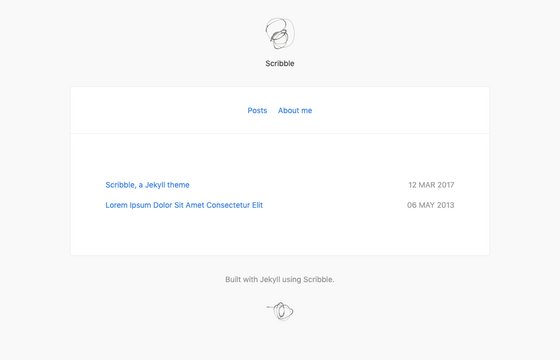 Scribble
Posts About me
Scribble, a Jekyll theme 12 MAR 2017
Lorem Ipsum Dolor Sit Amet Consectetur Elit 06 MAY 2013
Built with Jekyll using Scribble.